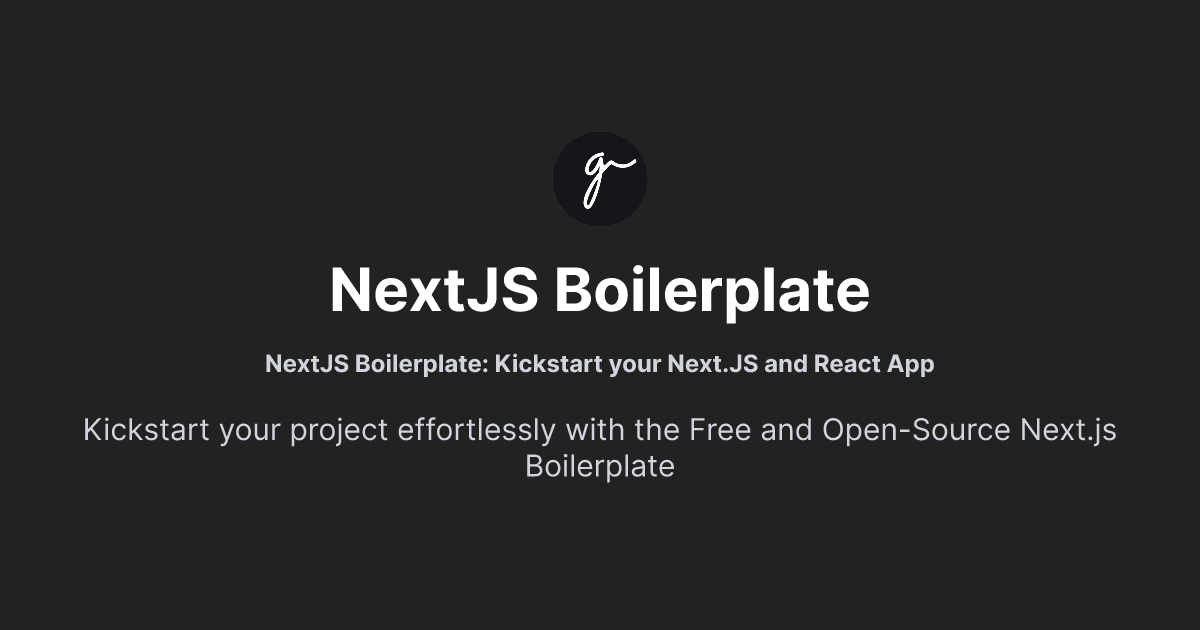 g
NextJS Boilerplate
NextJS Boilerplate: Kickstart your Next.JS and React App
Kickstart your project effortlessly with the Free and Open-Source Next.js
Boilerplate